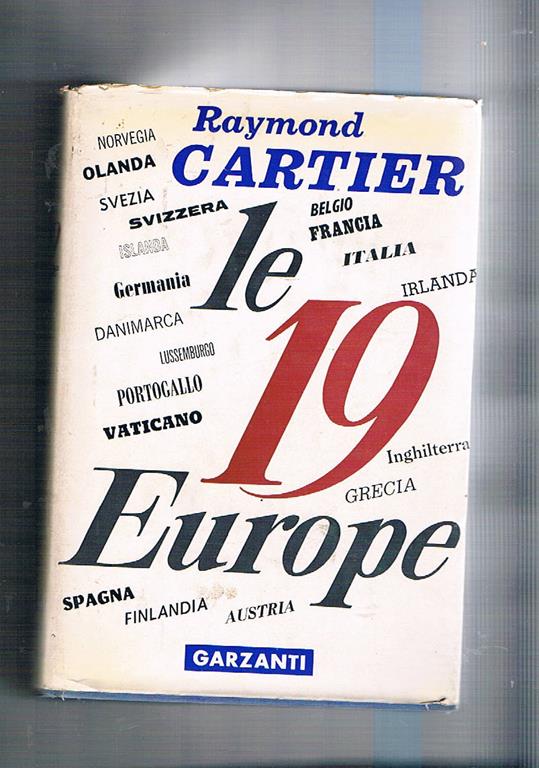 Raymond
CARTIER
NORVEGIA
OLANDA
SVEZIA
SVIZZERA
BELGIO
FRANCIA
ISLANDA
ITALIA
le
Germania
IRLANDA
DANIMARCA
19
LUSSEMBURGO
PORTOGALLO
VATICANO
Inghilterra
GRECIA
Europe
SPAGNA
FINLANDIA
AUSTRIA
GARZANTI